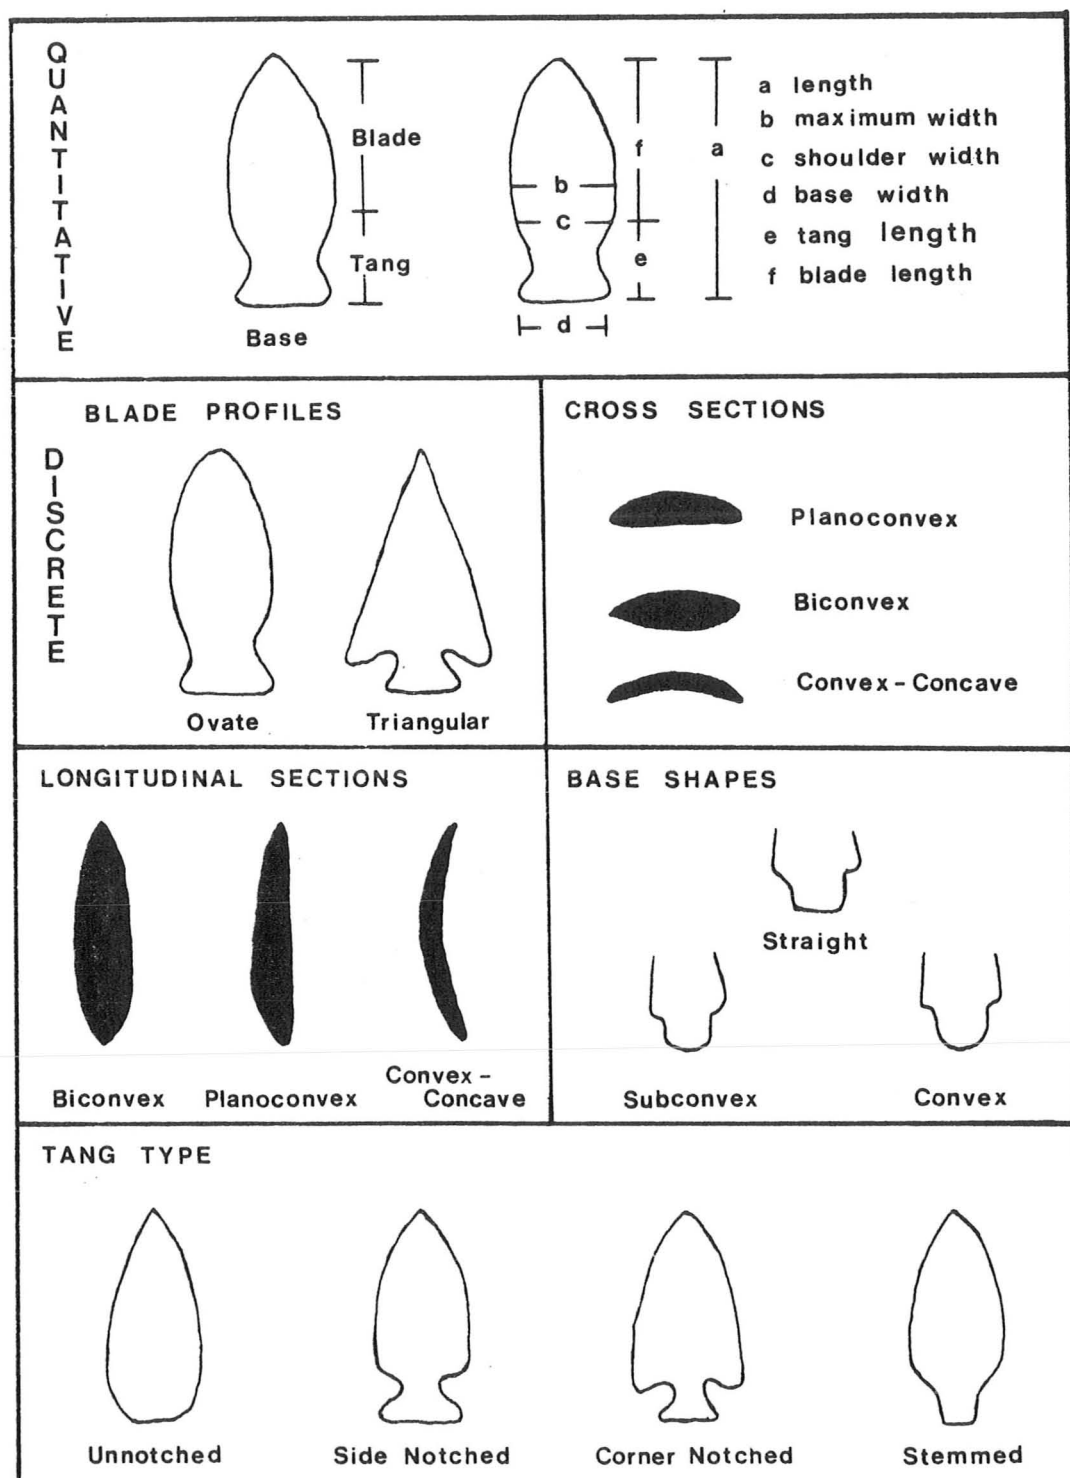 QUANTITATIVE
Blade
Tang
Base
f
a
b
c
e
d
a length
b maximum width
c shoulder width
d base width
e tang length
f blade length
DISCRETE
BLADE PROFILES
Ovate
Triangular
CROSS SECTIONS
Planoconvex
Biconvex
Convex-Concave
LONGITUDINAL SECTIONS
Biconvex
Planoconvex
Convex-
Concave
BASE SHAPES
Straight
Subconvex
Convex
TANG TYPE
Unnotched
Side Notched
Corner Notched
Stemmed